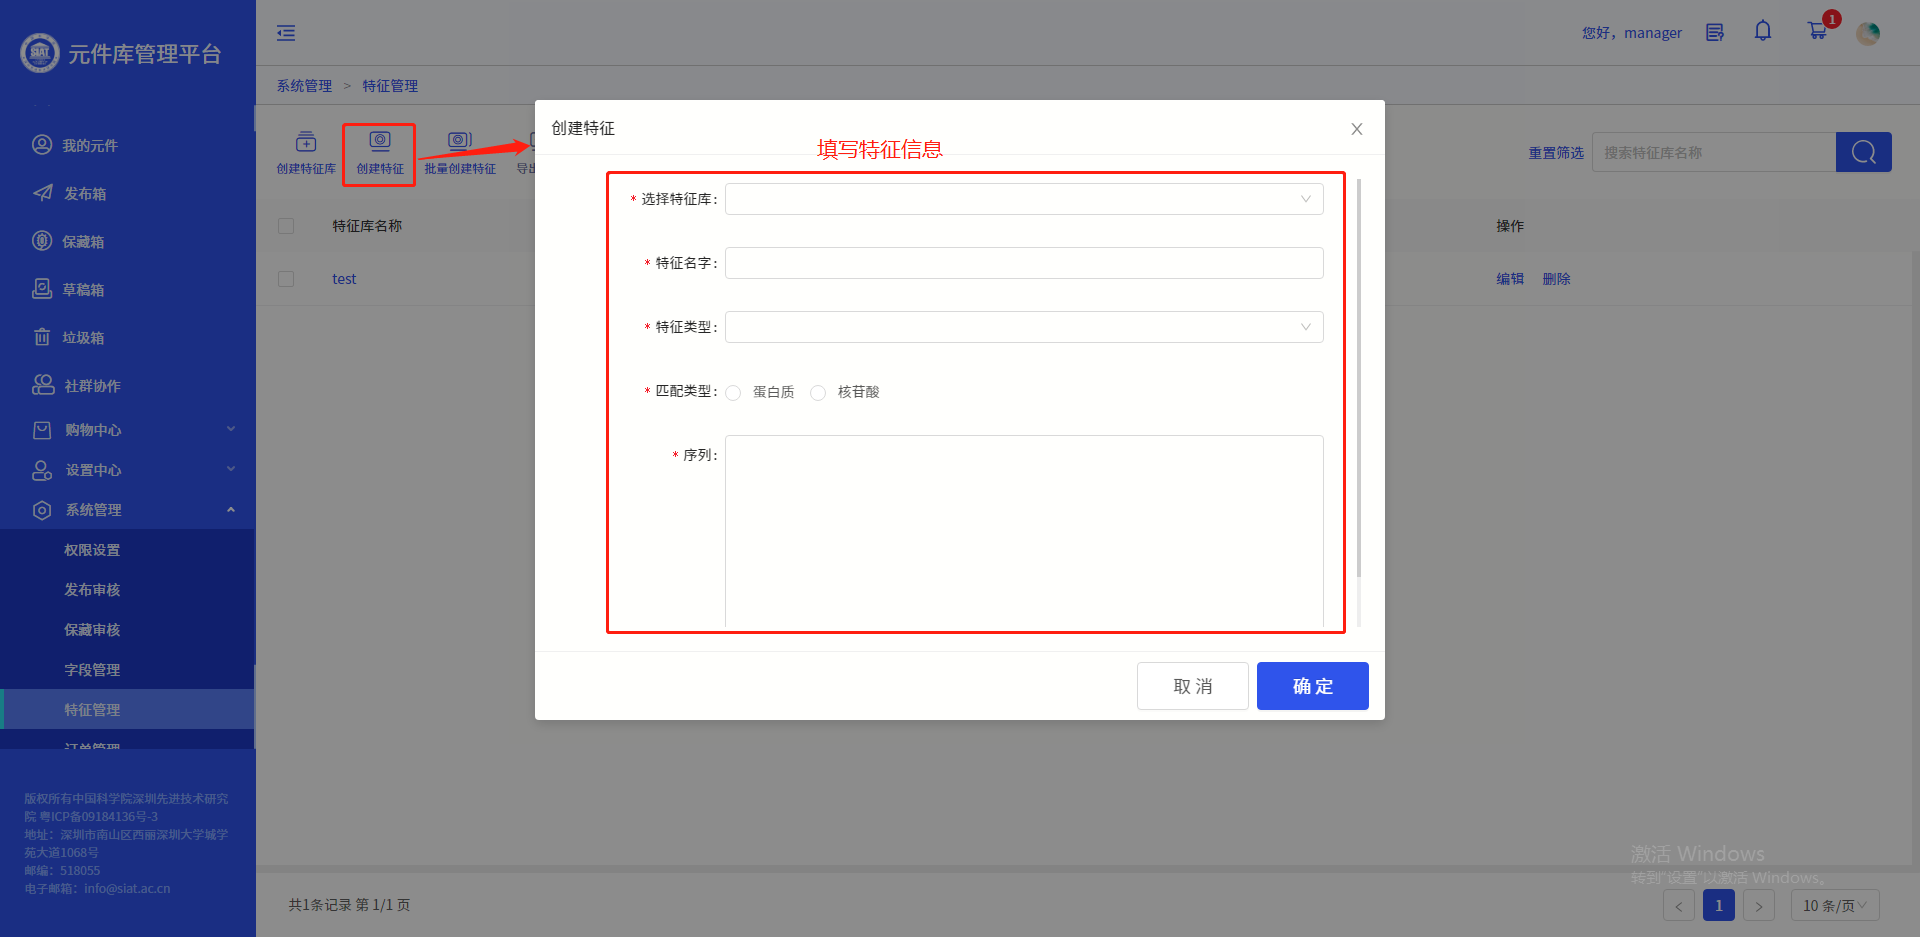 元件库管理平台
我的元件
发布箱
保藏箱
草稿箱
垃圾箱
社群协作
购物中心
设置中心
系统管理
权限设置
发布审核
保藏审核
字段管理
特征管理
订单管理
版权所有中国科学院深圳先进技术研究
院 粤ICP备09184136号-3
地址：深圳市南山区西丽深圳大学城学
苑大道1068号
邮编：518055
电子邮箱：info@siat.ac.cn
您好，manager
1
系统管理 > 特征管理
创建特征库
创建特征
批量创建特征
导出
重置筛选
搜索特征库名称
特征库名称
操作
test
编辑 删除
创建特征
填写特征信息
* 选择特征库：
* 特征名字：
* 特征类型：
* 匹配类型： 蛋白质 核苷酸
* 序列：
取 消
确 定
激活 Windows
转到"设置"以激活 Windows。
共1条记录 第 1/1 页
< 1 > 10 条/页